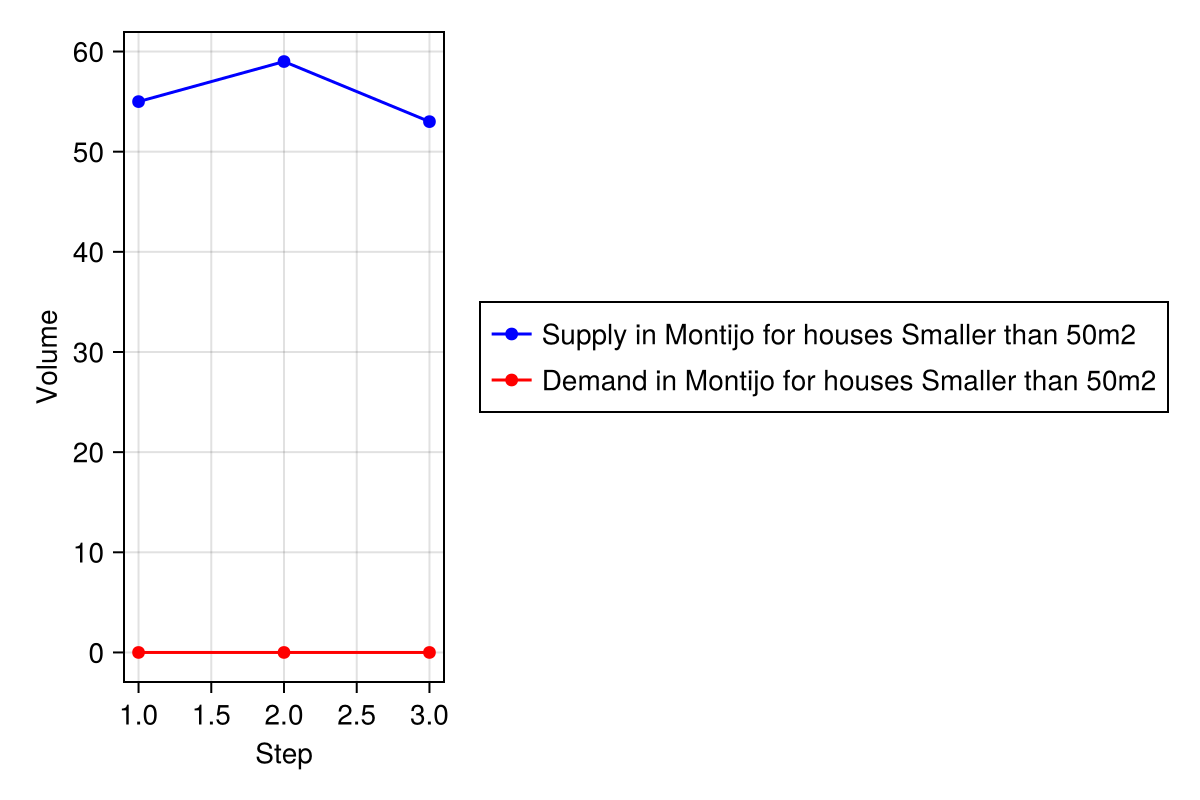 60
50
40
30
20
10
0
Volume
1.0 1.5 2.0 2.5 3.0
Step
Supply in Montijo for houses Smaller than 50m2
Demand in Montijo for houses Smaller than 50m2